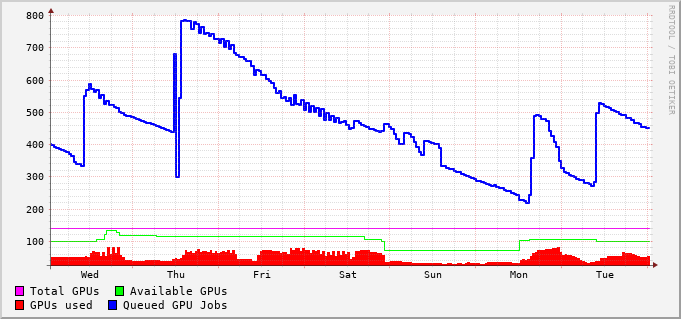 800
700
600
500
400
300
200
100
Wed Thu Fri Sat Sun Mon Tue
Total GPUs Available GPUs
GPUs used Queued GPU Jobs
RRDTOOL / TOBI OETIKER